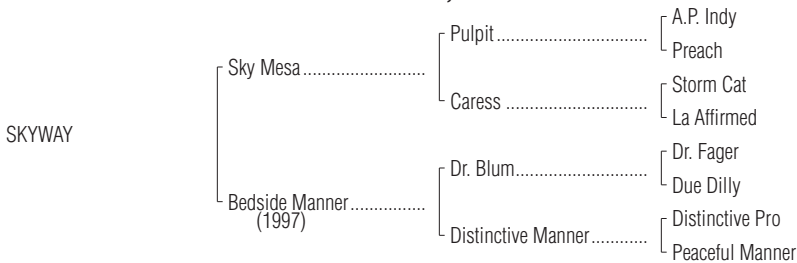 A.P. Indy
Pulpit
Preach
Sky Mesa
Storm Cat
Caress
La Affirmed
SKYWAY
Dr. Fager
Dr. Blum
Due Dilly
Bedside Manner
(1997)
Distinctive Pro
Distinctive Manner
Peaceful Manner